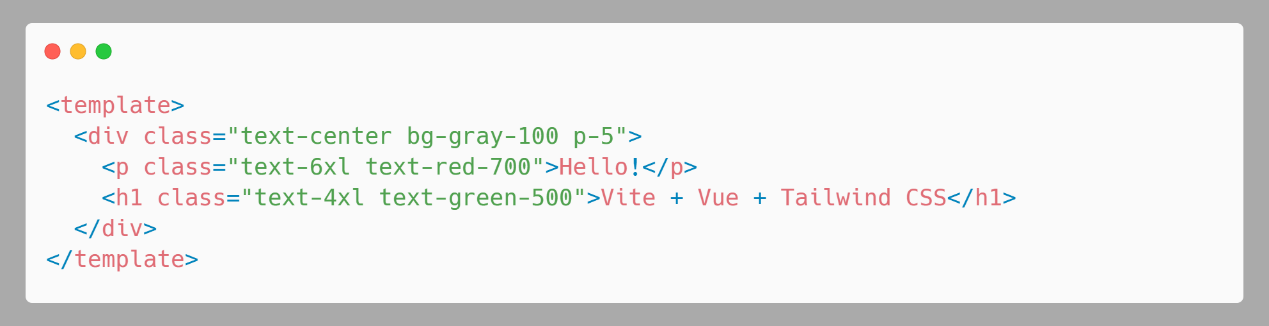 <template>
  <div class="text-center bg-gray-100 p-5">
    <p class="text-6xl text-red-700">Hello!</p>
    <h1 class="text-4xl text-green-500">Vite + Vue + Tailwind CSS</h1>
  </div>
</template>